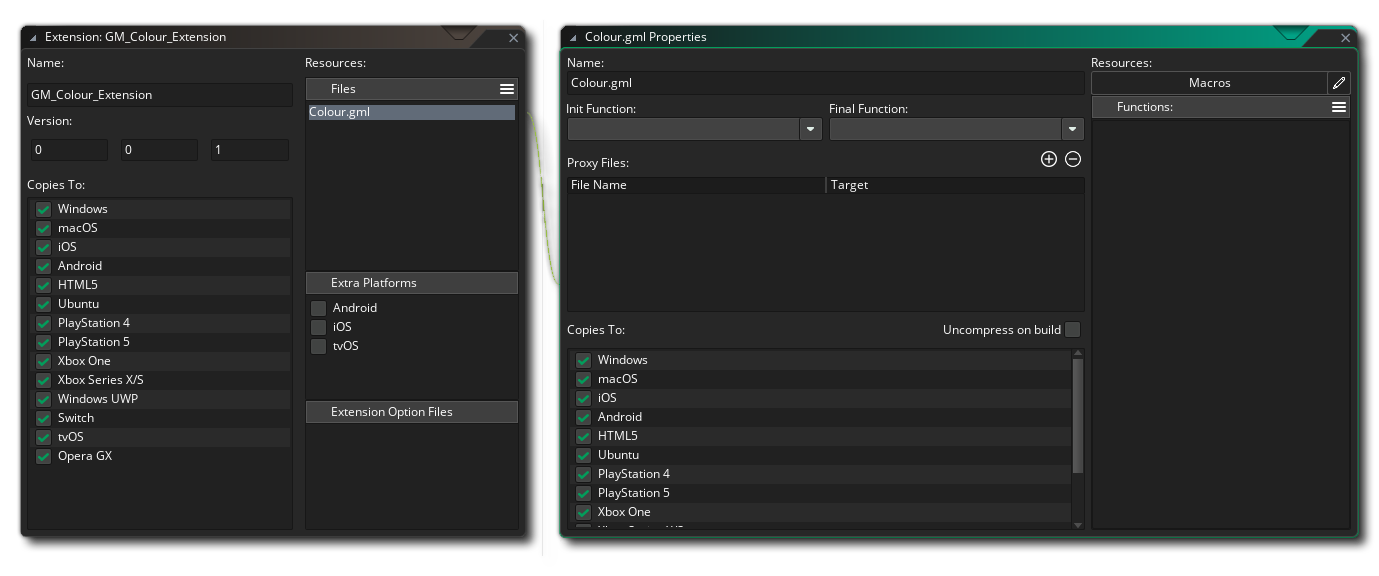 Extension: GM_Colour_Extension
Name:
GM_Colour_Extension
Version:
0 0 1
Copies To:
Windows
macOS
iOS
Android
HTML5
Ubuntu
PlayStation 4
PlayStation 5
Xbox One
Xbox Series X/S
Windows UWP
Switch
tvOS
Opera GX
Resources:
Files
Colour.gml
Extra Platforms
Android
iOS
tvOS
Extension Option Files
Colour.gml Properties
Name:
Colour.gml
Init Function: Final Function:
Proxy Files:
File Name Target
Copies To: Uncompress on build
Windows
macOS
iOS
Android
HTML5
Ubuntu
PlayStation 4
PlayStation 5
Xbox One
Resources:
Macros
Functions: